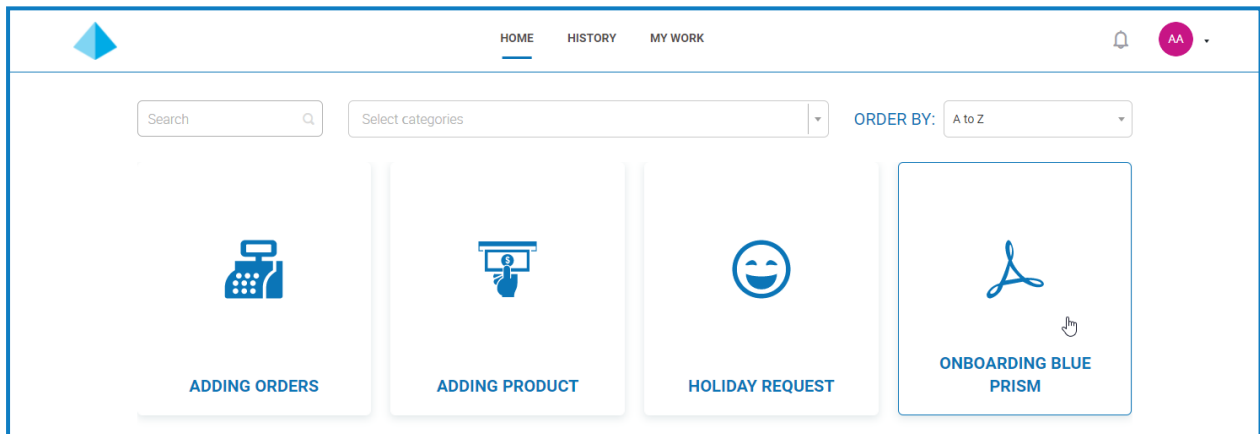 HOME HISTORY MY WORK
AA
Search
Select categories
ORDER BY: A to Z
$
ADDING ORDERS
ADDING PRODUCT
HOLIDAY REQUEST
ONBOARDING BLUE
PRISM